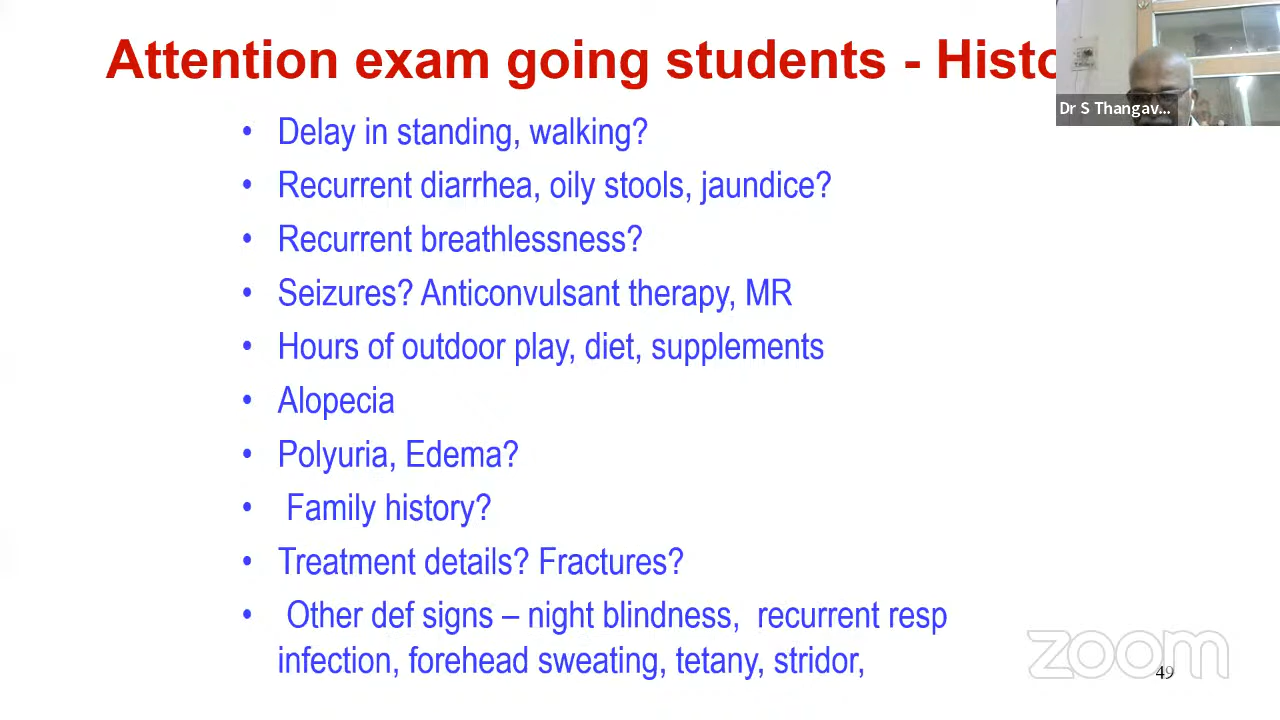 Attention exam going students - Histo
Dr S Thangav...
• Delay in standing, walking?
• Recurrent diarrhea, oily stools, jaundice?
• Recurrent breathlessness?
• Seizures? Anticonvulsant therapy, MR
• Hours of outdoor play, diet, supplements
• Alopecia
• Polyuria, Edema?
• Family history?
• Treatment details? Fractures?
• Other def signs – night blindness, recurrent resp
infection, forehead sweating, tetany, stridor,
zoom
49